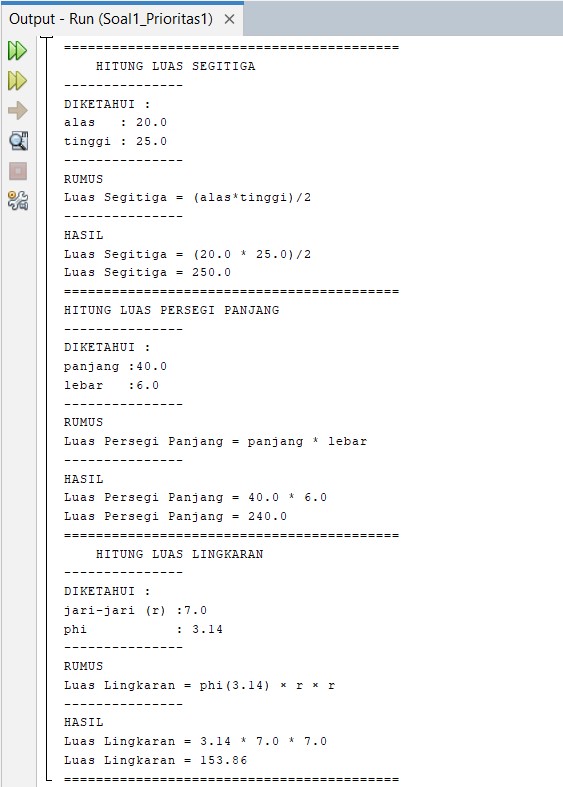 Output - Run (Soal1_Prioritas1) ×
==========================================
    HITUNG LUAS SEGITIGA
---------------
DIKETAHUI :
alas   : 20.0
tinggi : 25.0
---------------
RUMUS
Luas Segitiga = (alas*tinggi)/2
---------------
HASIL
Luas Segitiga = (20.0 * 25.0)/2
Luas Segitiga = 250.0
==========================================
HITUNG LUAS PERSEGI PANJANG
---------------
DIKETAHUI :
panjang :40.0
lebar   :6.0
---------------
RUMUS
Luas Persegi Panjang = panjang * lebar
---------------
HASIL
Luas Persegi Panjang = 40.0 * 6.0
Luas Persegi Panjang = 240.0
==========================================
    HITUNG LUAS LINGKARAN
---------------
DIKETAHUI :
jari-jari (r) :7.0
phi           : 3.14
---------------
RUMUS
Luas Lingkaran = phi(3.14) × r × r
---------------
HASIL
Luas Lingkaran = 3.14 * 7.0 * 7.0
Luas Lingkaran = 153.86
==========================================